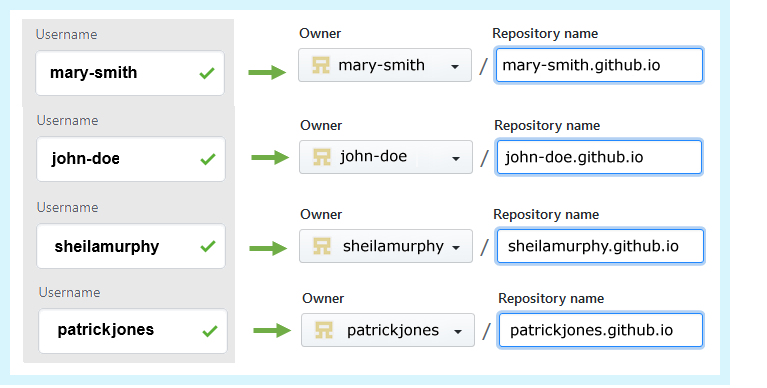 Username
mary-smith
Owner
mary-smith
/
Repository name
mary-smith.github.io
Username
john-doe
Owner
john-doe
/
Repository name
john-doe.github.io
Username
sheilamurphy
Owner
sheilamurphy
/
Repository name
sheilamurphy.github.io
Username
patrickjones
Owner
patrickjones
/
Repository name
patrickjones.github.io